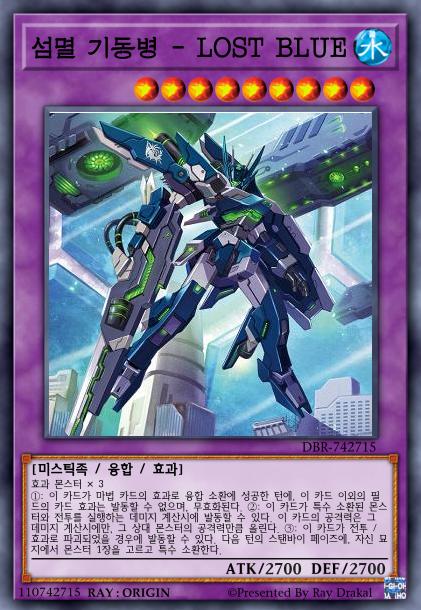 섬멸 기동병 - LOST BLUE
水
DBR-742715
[미스틱족 / 융합 / 효과]
효과 몬스터 × 3
①: 이 카드가 마법 카드의 효과로 융합 소환에 성공한 턴에, 이 카드 이외의 필
드의 카드 효과는 발동할 수 없으며, 무효화된다. ②: 이 카드가 특수 소환된 몬스
터와 전투를 실행하는 데미지 계산시에 발동할 수 있다. 이 카드의 공격력은 그
데미지 계산시에만, 그 상대 몬스터의 공격력만큼 올린다. ③: 이 카드가 전투 /
효과로 파괴되었을 경우에 발동할 수 있다. 다음 턴의 스탠바이 페이즈에, 자신 묘
지에서 몬스터 1장을 고르고 특수 소환한다.
ATK/2700 DEF/2700
110742715 RAY : ORIGIN ©Presented By Ray Drakal